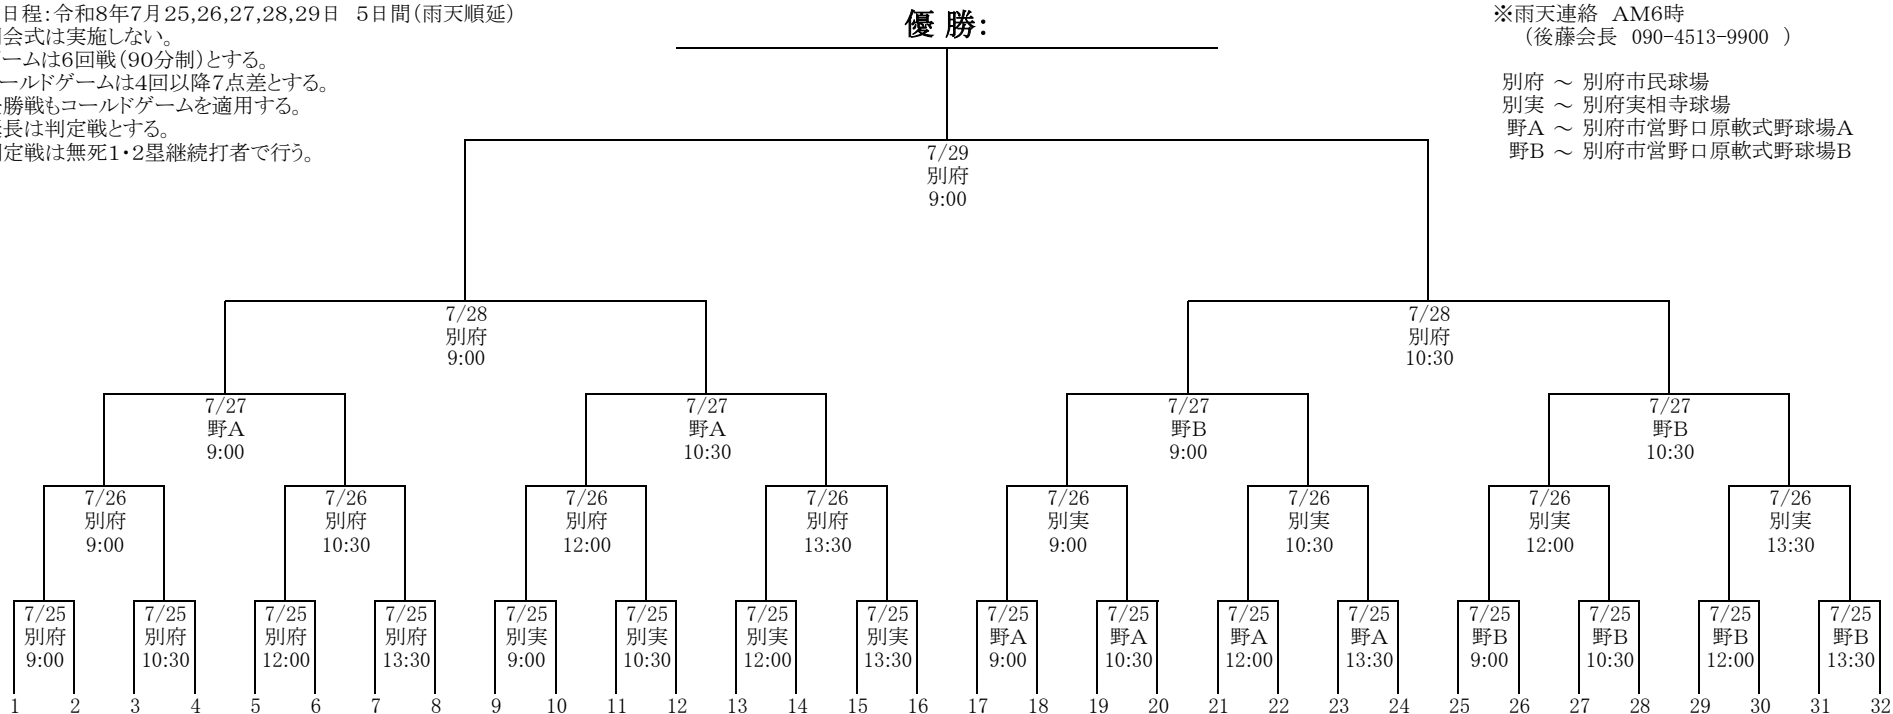 日程：令和8年7月25,26,27,28,29日　5日間（雨天順延）
会式は実施しない。
ームは6回戦（90分制）とする。
ールドゲームは4回以降7点差とする。
勝戦もコールドゲームを適用する。
長は判定戦とする。
定戦は無死1・2塁継続打者で行う。
優 勝：
※雨天連絡　AM6時
（後藤会長　090-4513-9900　）
別府 ～ 別府市民球場
別実 ～ 別府実相寺球場
野A ～ 別府市営野口原軟式野球場A
野B ～ 別府市営野口原軟式野球場B
7/29
別府
9:00
7/28 7/28
別府 別府
9:00 10:30
7/27 7/27 7/27 7/27
野A 野A 野B 野B
9:00 10:30 9:00 10:30
7/26 7/26 7/26 7/26 7/26 7/26 7/26 7/26
別府 別府 別府 別府 別実 別実 別実 別実
9:00 10:30 12:00 13:30 9:00 10:30 12:00 13:30
7/25 7/25 7/25 7/25 7/25 7/25 7/25 7/25 7/25 7/25 7/25 7/25 7/25 7/25 7/25 7/25
別府 別府 別府 別府 別実 別実 別実 別実 野A 野A 野A 野A 野B 野B 野B 野B
9:00 10:30 12:00 13:30 9:00 10:30 12:00 13:30 9:00 10:30 12:00 13:30 9:00 10:30 12:00 13:30
1 2 3 4 5 6 7 8 9 10 11 12 13 14 15 16 17 18 19 20 21 22 23 24 25 26 27 28 29 30 31 32